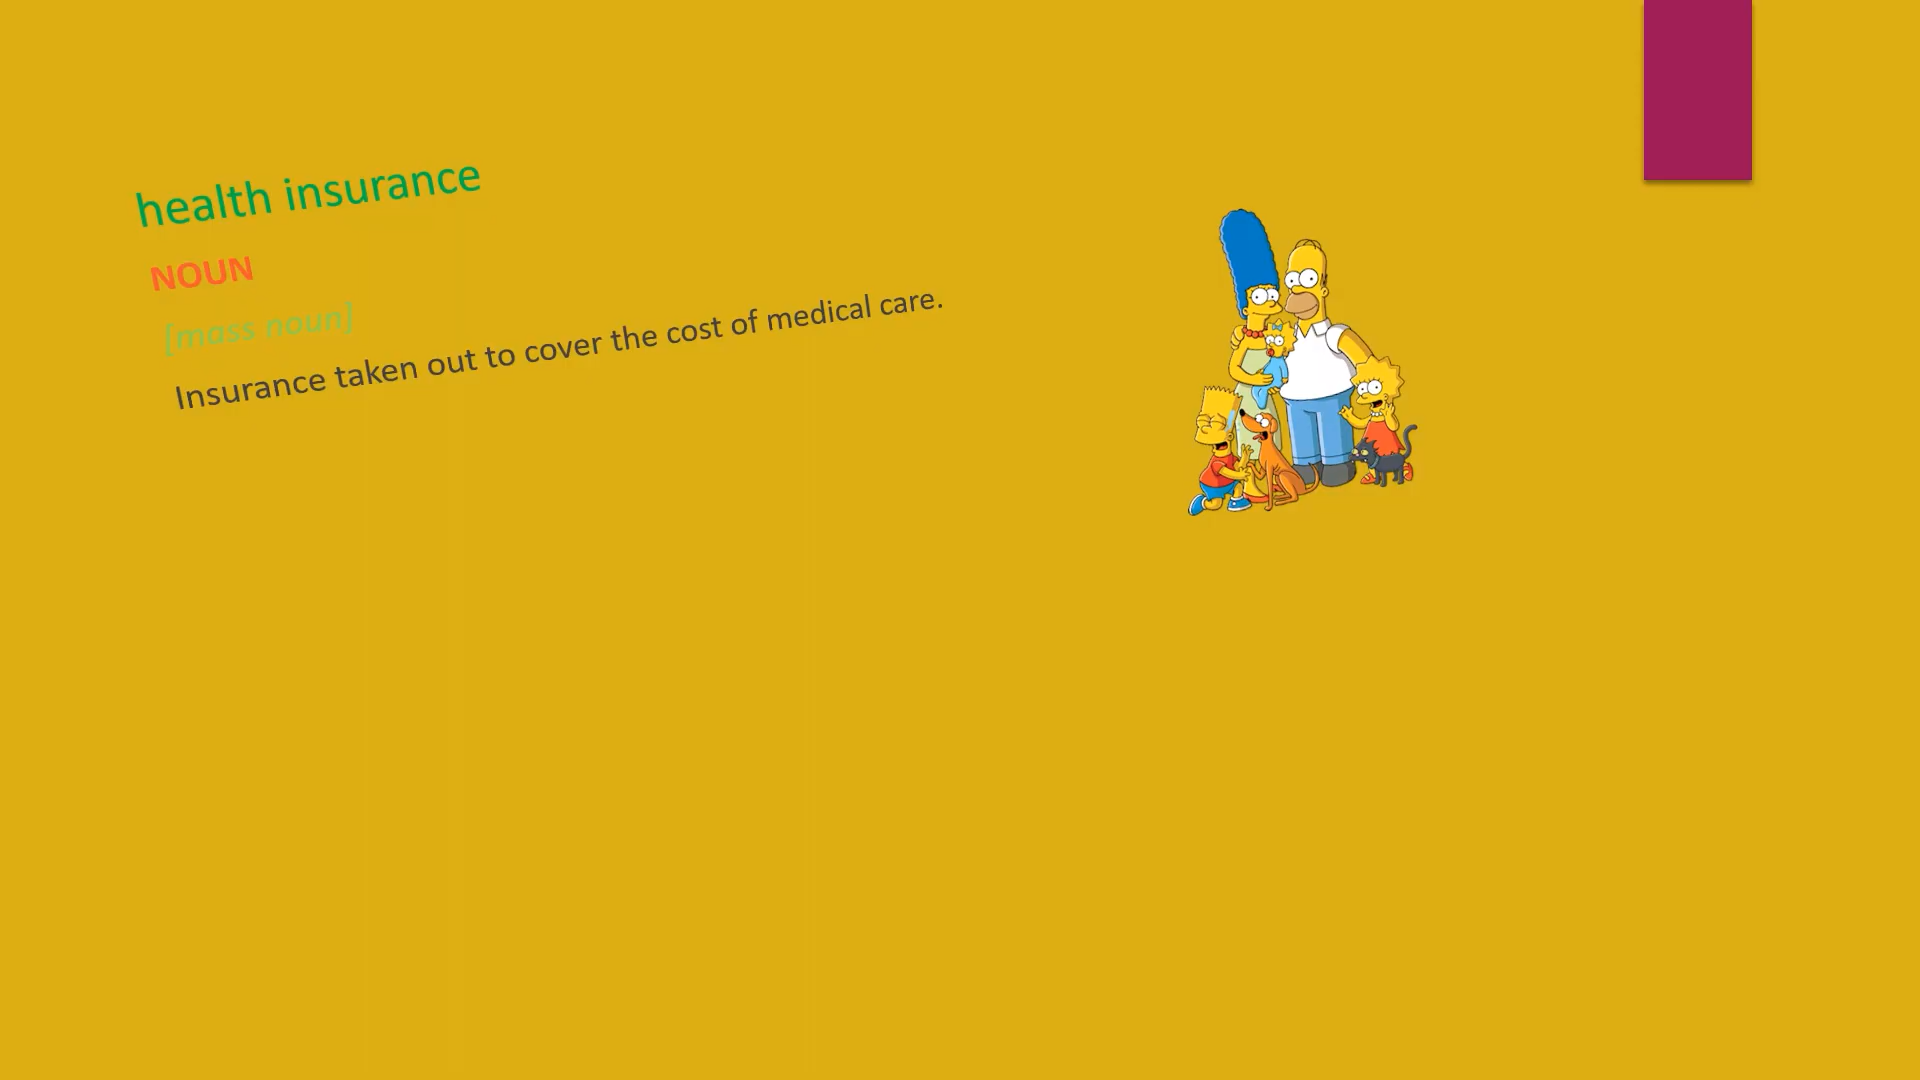 health insurance
NOUN
[mass noun]
Insurance taken out to cover the cost of medical care.